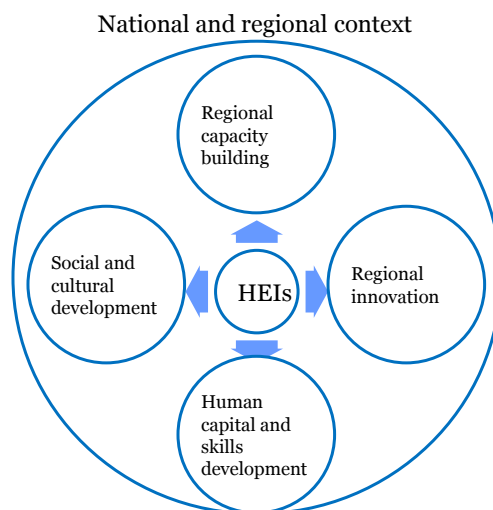 National and regional context
Regional
capacity
building
Social and
cultural
development
HEIs
Regional
innovation
Human
capital and
skills
development